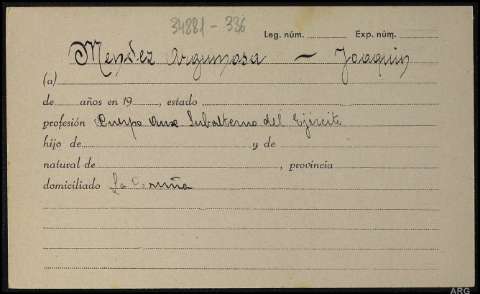 34881 - 336
Leg. núm. Exp. núm.
Mendez Argumosa — Joaquin
(a)
de años en 19 , estado
profesión Cuerpo Aux Subalterno del Ejercito
hijo de y de
natural de , provincia
domiciliado La Coruña
ARG